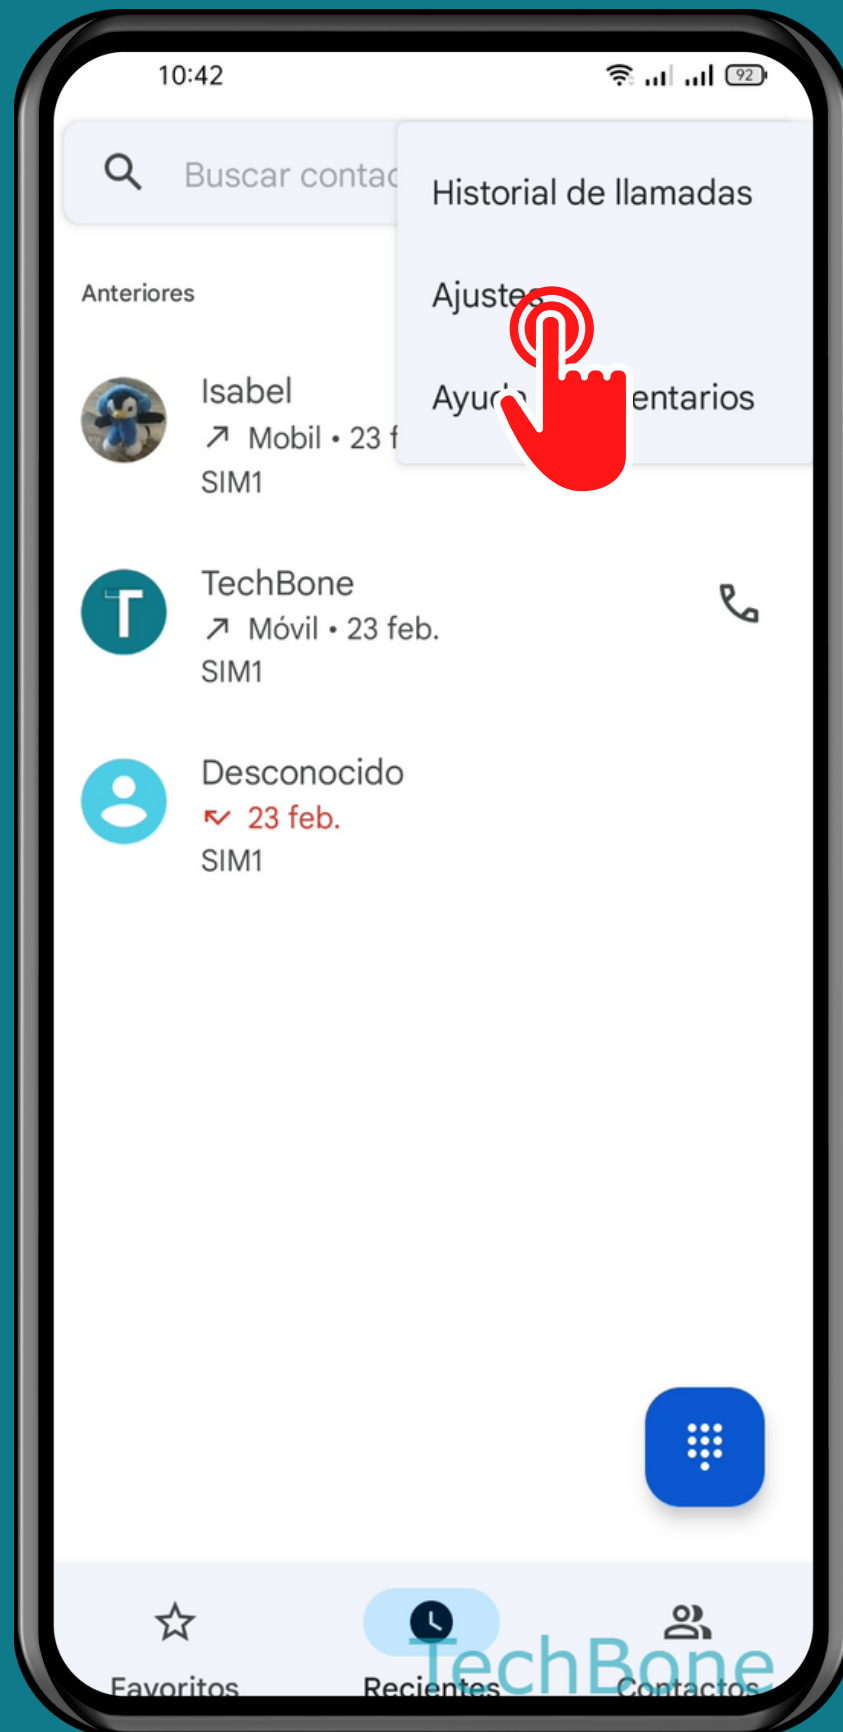 10:42
92
Buscar contac
Historial de llamadas
Ajustes
entarios
Anteriores
Isabel
Mobil • 23 f
SIM1
T
TechBone
Móvil • 23 feb.
SIM1
Desconocido
23 feb.
SIM1
Favoritos
Recientes
Contactos
TechBone